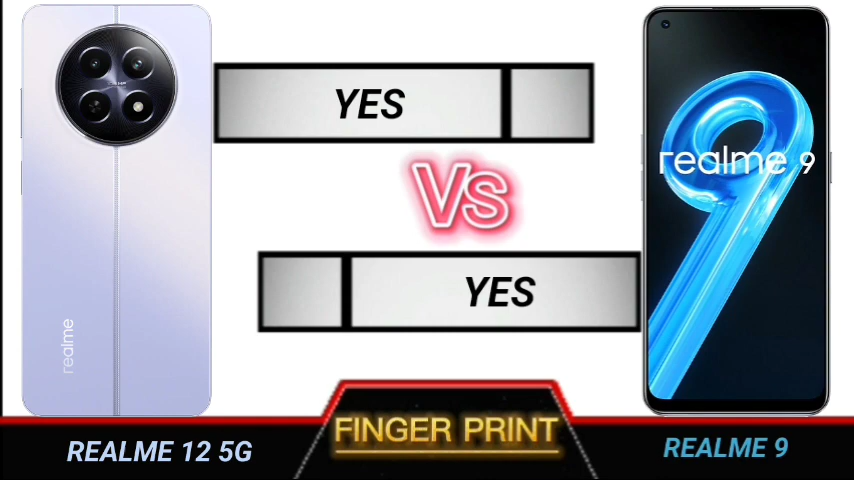 YES
VS
realme 9
YES
realme
FINGER PRINT
REALME 12 5G
REALME 9